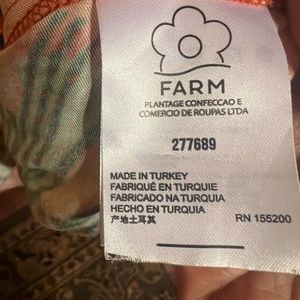 FARM
PLANTAGE CONFECCAO E
COMERCIO DE ROUPAS LTDA
277689
MADE IN TURKEY
FABRIQUÉ EN TURQUIE
FABRICADO NA TURQUIA
HECHO EN TURQUIA
产地土耳其
RN 155200